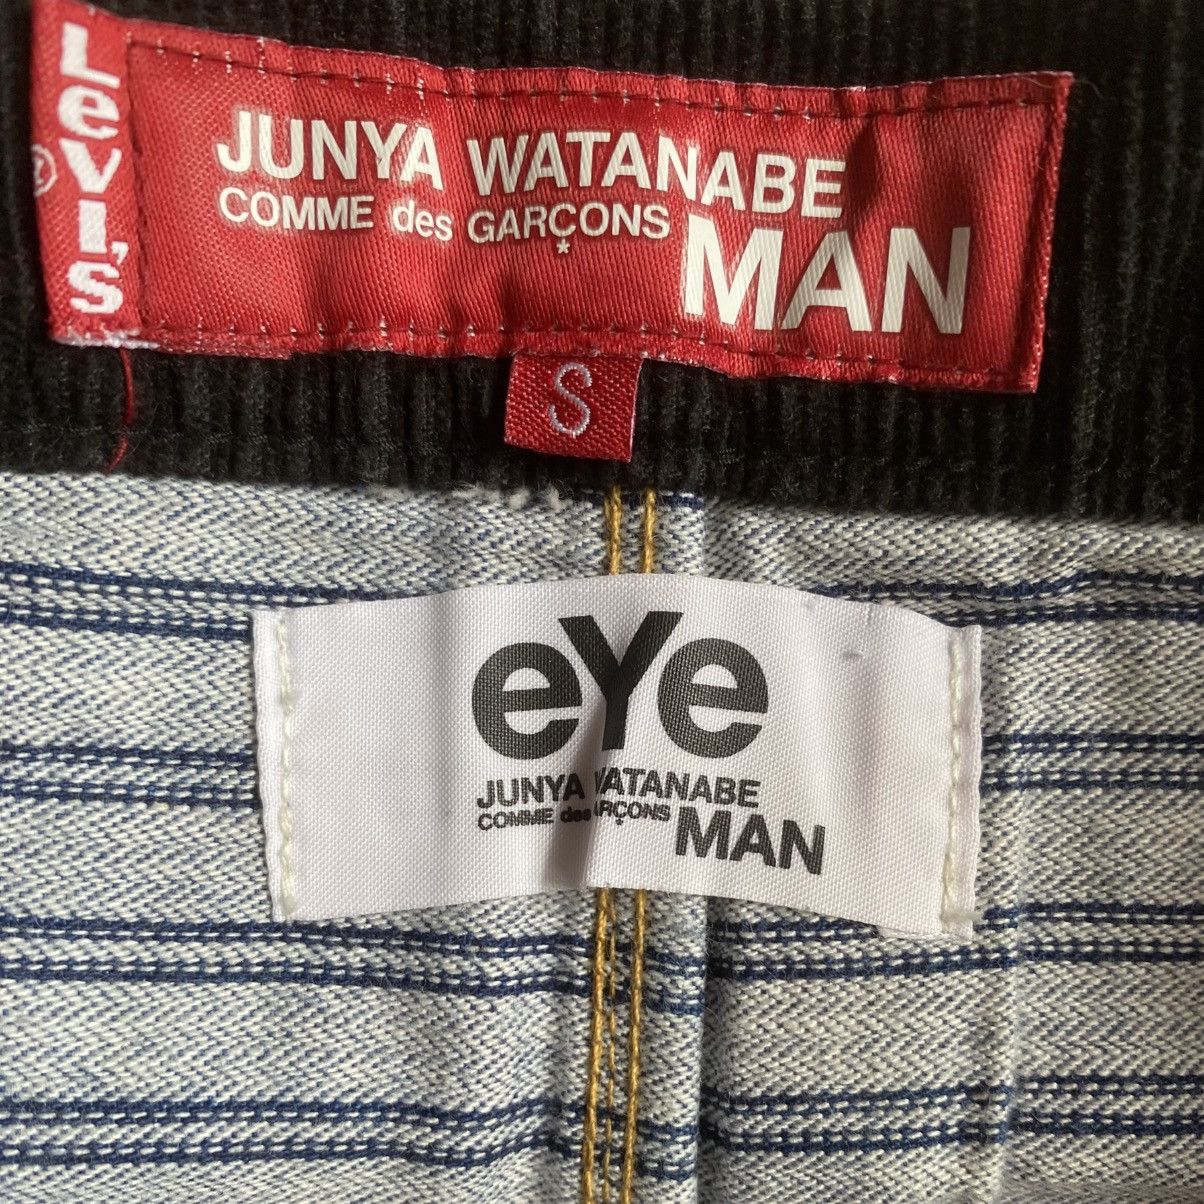 Levi's
®
JUNYA WATANABE
COMME des GARÇONS
*
MAN
S
eYe
JUNYA WATANABE
COMME des GARÇONS
MAN